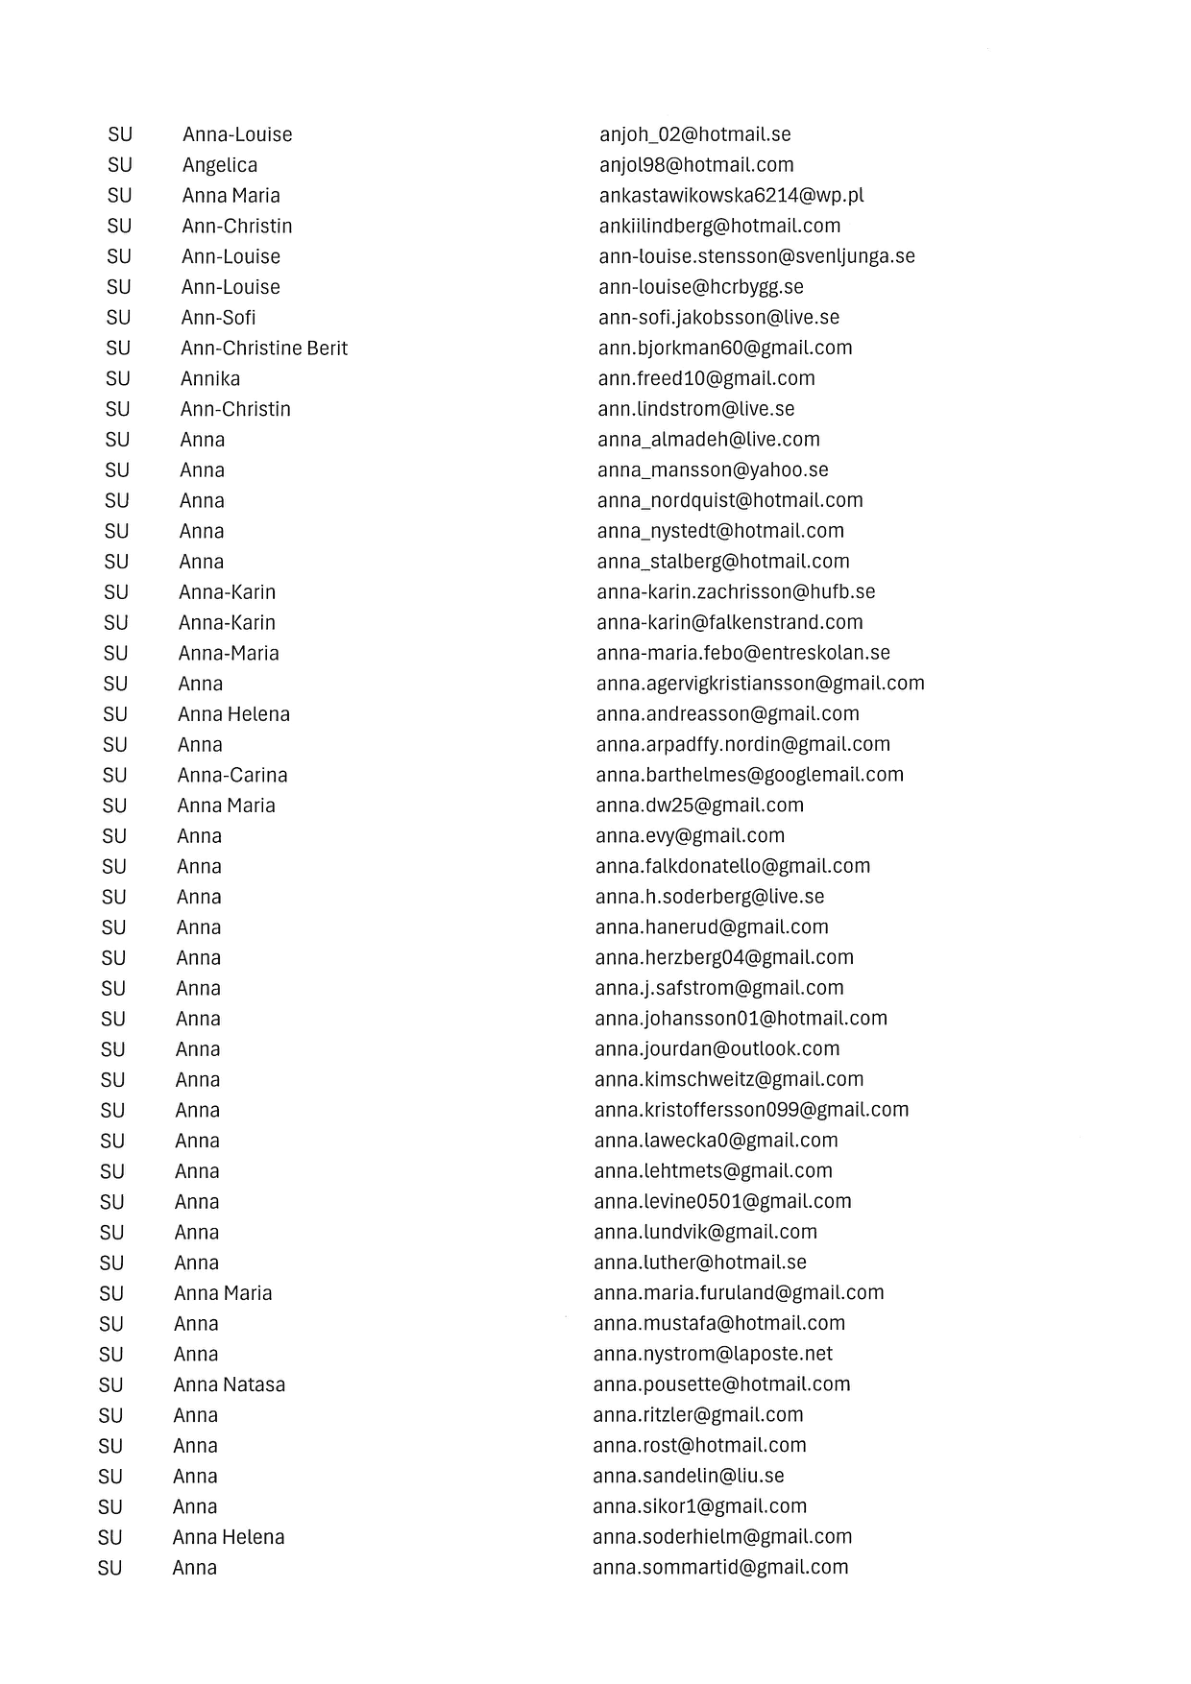 SU Anna-Louise anjoh_02@hotmail.se
SU Angelica anjol98@hotmail.com
SU Anna Maria ankastawikowska6214@wp.pl
SU Ann-Christin ankiilindberg@hotmail.com
SU Ann-Louise ann-louise.stensson@svenljunga.se
SU Ann-Louise ann-louise@hcrbygg.se
SU Ann-Sofi ann-sofi.jakobsson@live.se
SU Ann-Christine Berit ann.bjorkman60@gmail.com
SU Annika ann.freed10@gmail.com
SU Ann-Christin ann.lindstrom@live.se
SU Anna anna_almadeh@live.com
SU Anna anna_mansson@yahoo.se
SU Anna anna_nordquist@hotmail.com
SU Anna anna_nystedt@hotmail.com
SU Anna anna_stalberg@hotmail.com
SU Anna-Karin anna-karin.zachrisson@hufb.se
SU Anna-Karin anna-karin@falkenstrand.com
SU Anna-Maria anna-maria.febo@entreskolan.se
SU Anna anna.agervigkristiansson@gmail.com
SU Anna Helena anna.andreasson@gmail.com
SU Anna anna.arpadffy.nordin@gmail.com
SU Anna-Carina anna.barthelmes@googlemail.com
SU Anna Maria anna.dw25@gmail.com
SU Anna anna.evy@gmail.com
SU Anna anna.falkdonatello@gmail.com
SU Anna anna.h.soderberg@live.se
SU Anna anna.hanerud@gmail.com
SU Anna anna.herzberg04@gmail.com
SU Anna anna.j.safstrom@gmail.com
SU Anna anna.johansson01@hotmail.com
SU Anna anna.jourdan@outlook.com
SU Anna anna.kimschweitz@gmail.com
SU Anna anna.kristoffersson099@gmail.com
SU Anna anna.lawecka0@gmail.com
SU Anna anna.lehtmets@gmail.com
SU Anna anna.levine0501@gmail.com
SU Anna anna.lundvik@gmail.com
SU Anna anna.luther@hotmail.se
SU Anna Maria anna.maria.furuland@gmail.com
SU Anna anna.mustafa@hotmail.com
SU Anna anna.nystrom@laposte.net
SU Anna Natasa anna.pousette@hotmail.com
SU Anna anna.ritzler@gmail.com
SU Anna anna.rost@hotmail.com
SU Anna anna.sandelin@liu.se
SU Anna anna.sikor1@gmail.com
SU Anna Helena anna.soderhielm@gmail.com
SU Anna anna.sommartid@gmail.com